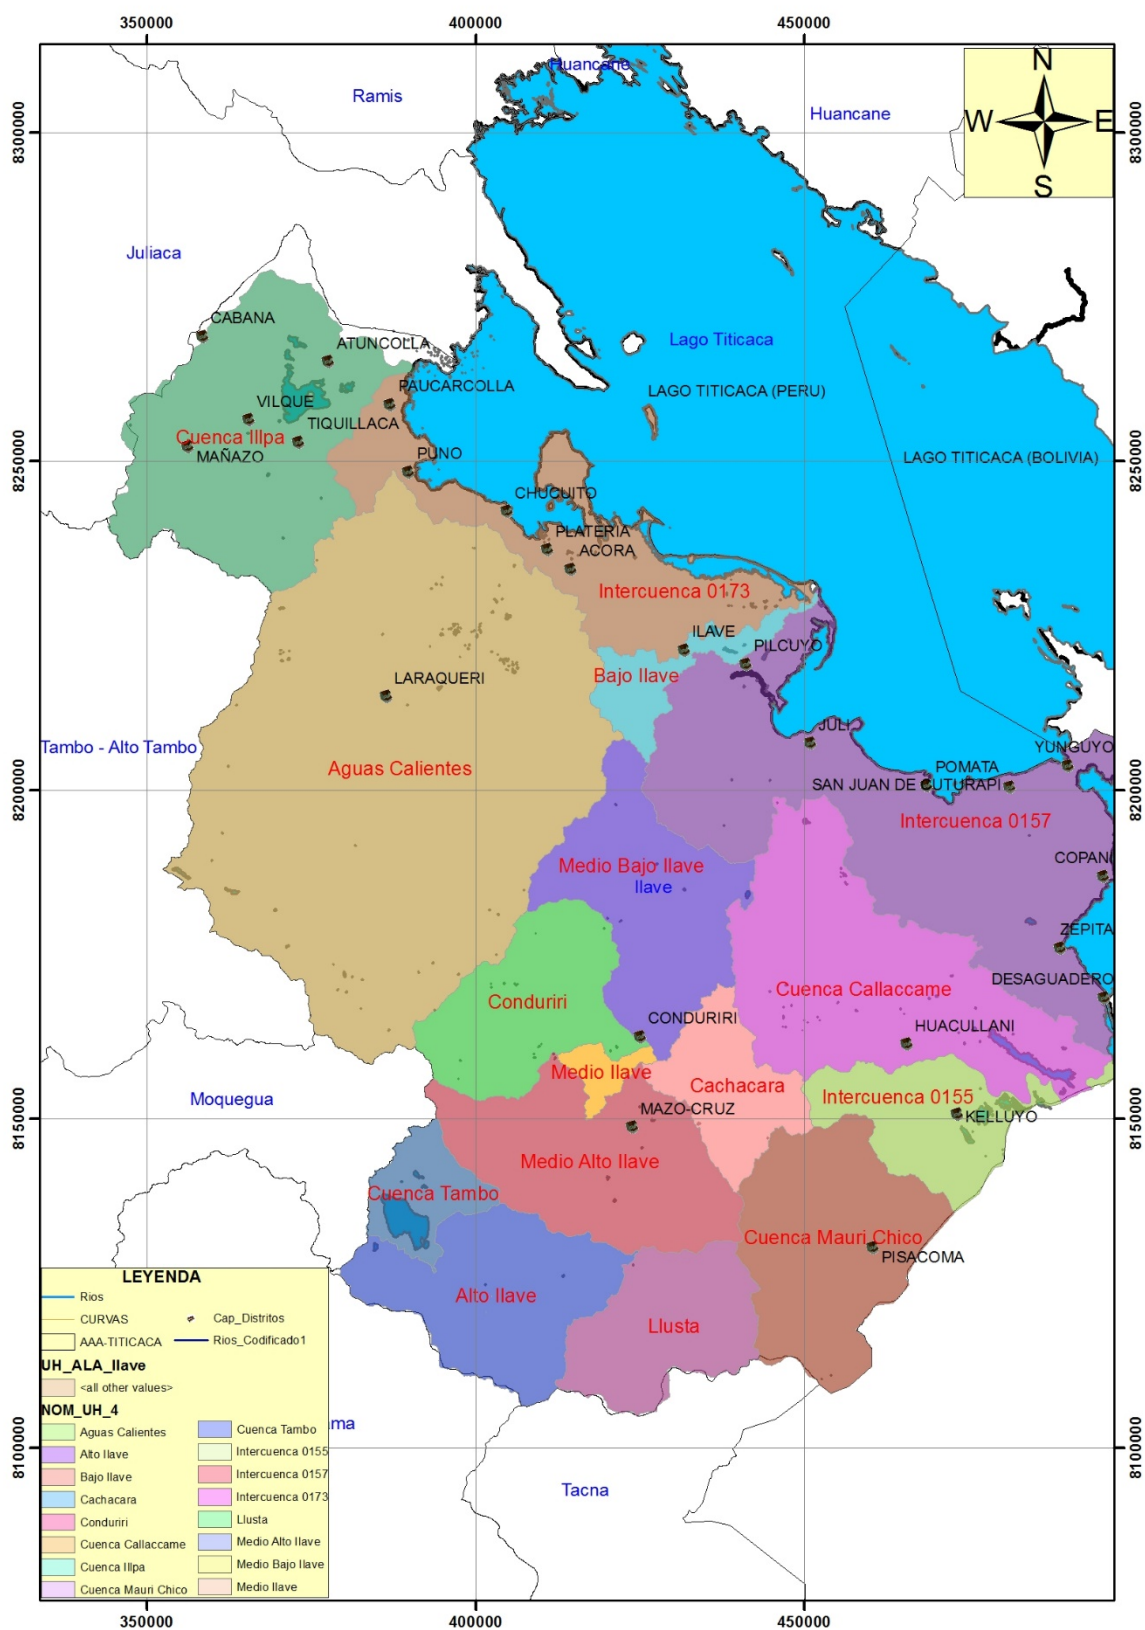 350000
400000
450000
Huancane
Ramis
Huancane
N
W E
S
8300000
8300000
Juliaca
CABANA
ATUNCOLLA
Lago Titicaca
PAUCARCOLLA
LAGO TITICACA (PERU)
VILQUE
TIQUILLACA
Cuenca Illpa
MAÑAZO
PUNO
LAGO TITICACA (BOLIVIA)
8250000
8250000
CHUCUITO
PLATERIA
ACORA
Intercuenca 0173
ILAVE
PILCUYO
Bajo Ilave
LARAQUERI
JULI
Tambo - Alto Tambo
YUNGUYO
Aguas Calientes
POMATA
SAN JUAN DE CUTURAPI
8200000
8200000
Intercuenca 0157
Medio Bajo Ilave
Ilave
COPANI
ZEPITA
Cuenca Callaccame
DESAGUADERO
Conduriri
CONDURIRI
HUACULLANI
Medio Ilave
Cachacara
Moquegua
Intercuenca 0155
MAZO-CRUZ
KELLUYO
8150000
8150000
Medio Alto Ilave
Cuenca Tambo
Cuenca Mauri Chico
PISACOMA
Alto Ilave
Llusta
LEYENDA
Rios
CURVAS
Cap_Distritos
AAA-TITICACA
Rios_Codificado1
UH_ALA_Ilave
<all other values>
NOM_UH_4
Aguas Calientes
Alto Ilave
Bajo Ilave
Cachacara
Conduriri
Cuenca Callaccame
Cuenca Illpa
Cuenca Mauri Chico
Cuenca Tambo
Intercuenca 0155
Intercuenca 0157
Intercuenca 0173
Llusta
Medio Alto Ilave
Medio Bajo Ilave
Medio Ilave
ama
8100000
8100000
Tacna
350000
400000
450000